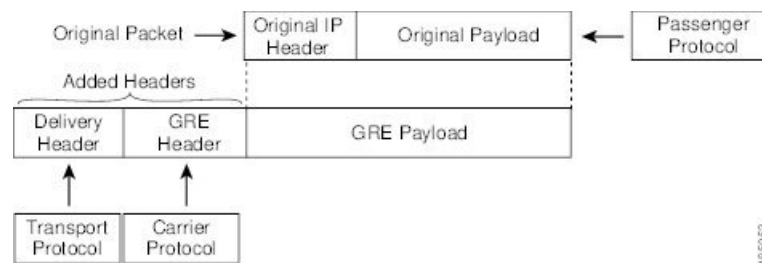 Original Packet
Original IP
Header
Original Payload
Passenger
Protocol
Added Headers
Delivery
Header
GRE
Header
GRE Payload
Transport
Protocol
Carrier
Protocol